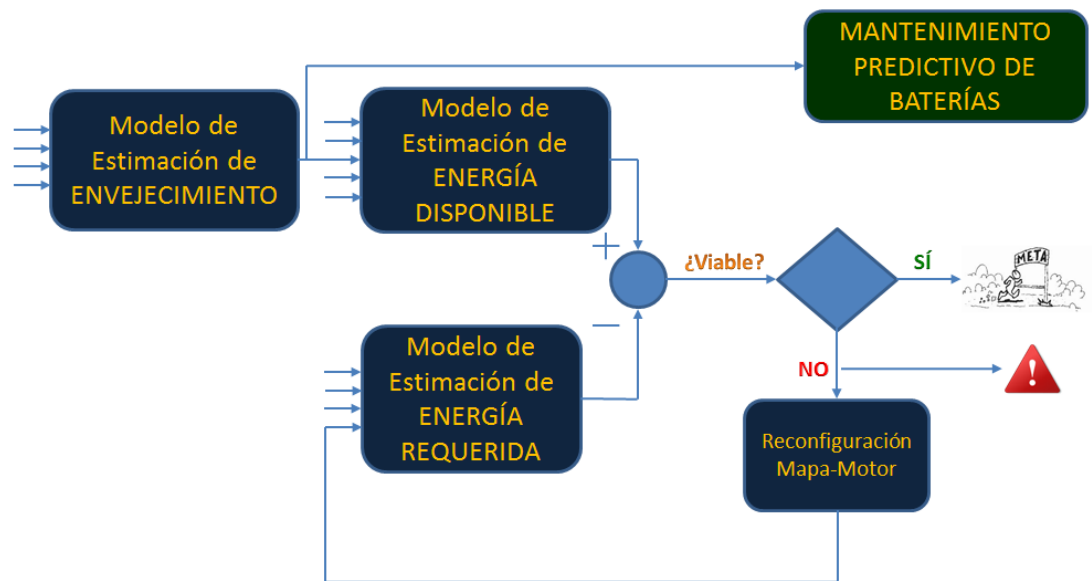 MANTENIMIENTO
PREDICTIVO DE
BATERÍAS
Modelo de
Estimación de
ENVEJECIMIENTO
Modelo de
Estimación de
ENERGÍA
DISPONIBLE
+
¿Viable?
SÍ
META
−
Modelo de
Estimación de
ENERGÍA
REQUERIDA
NO
!
Reconfiguración
Mapa-Motor